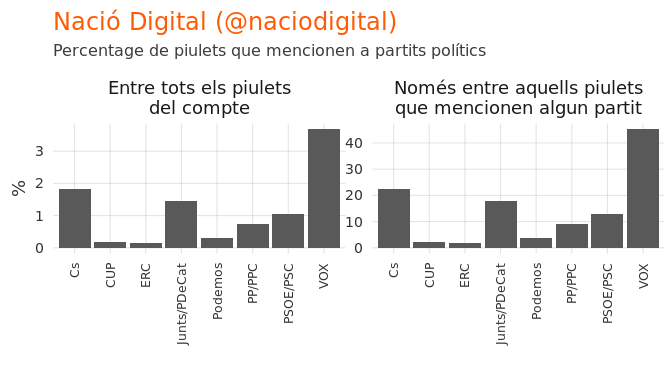 Nació Digital (@naciodigital)
Percentage de piulets que mencionen a partits polítics
Entre tots els piulets
del compte
%
3
2
1
0
Cs
CUP
ERC
Junts/PDeCat
Podemos
PP/PPC
PSOE/PSC
VOX
Només entre aquells piulets
que mencionen algun partit
40
30
20
10
0
Cs
CUP
ERC
Junts/PDeCat
Podemos
PP/PPC
PSOE/PSC
VOX